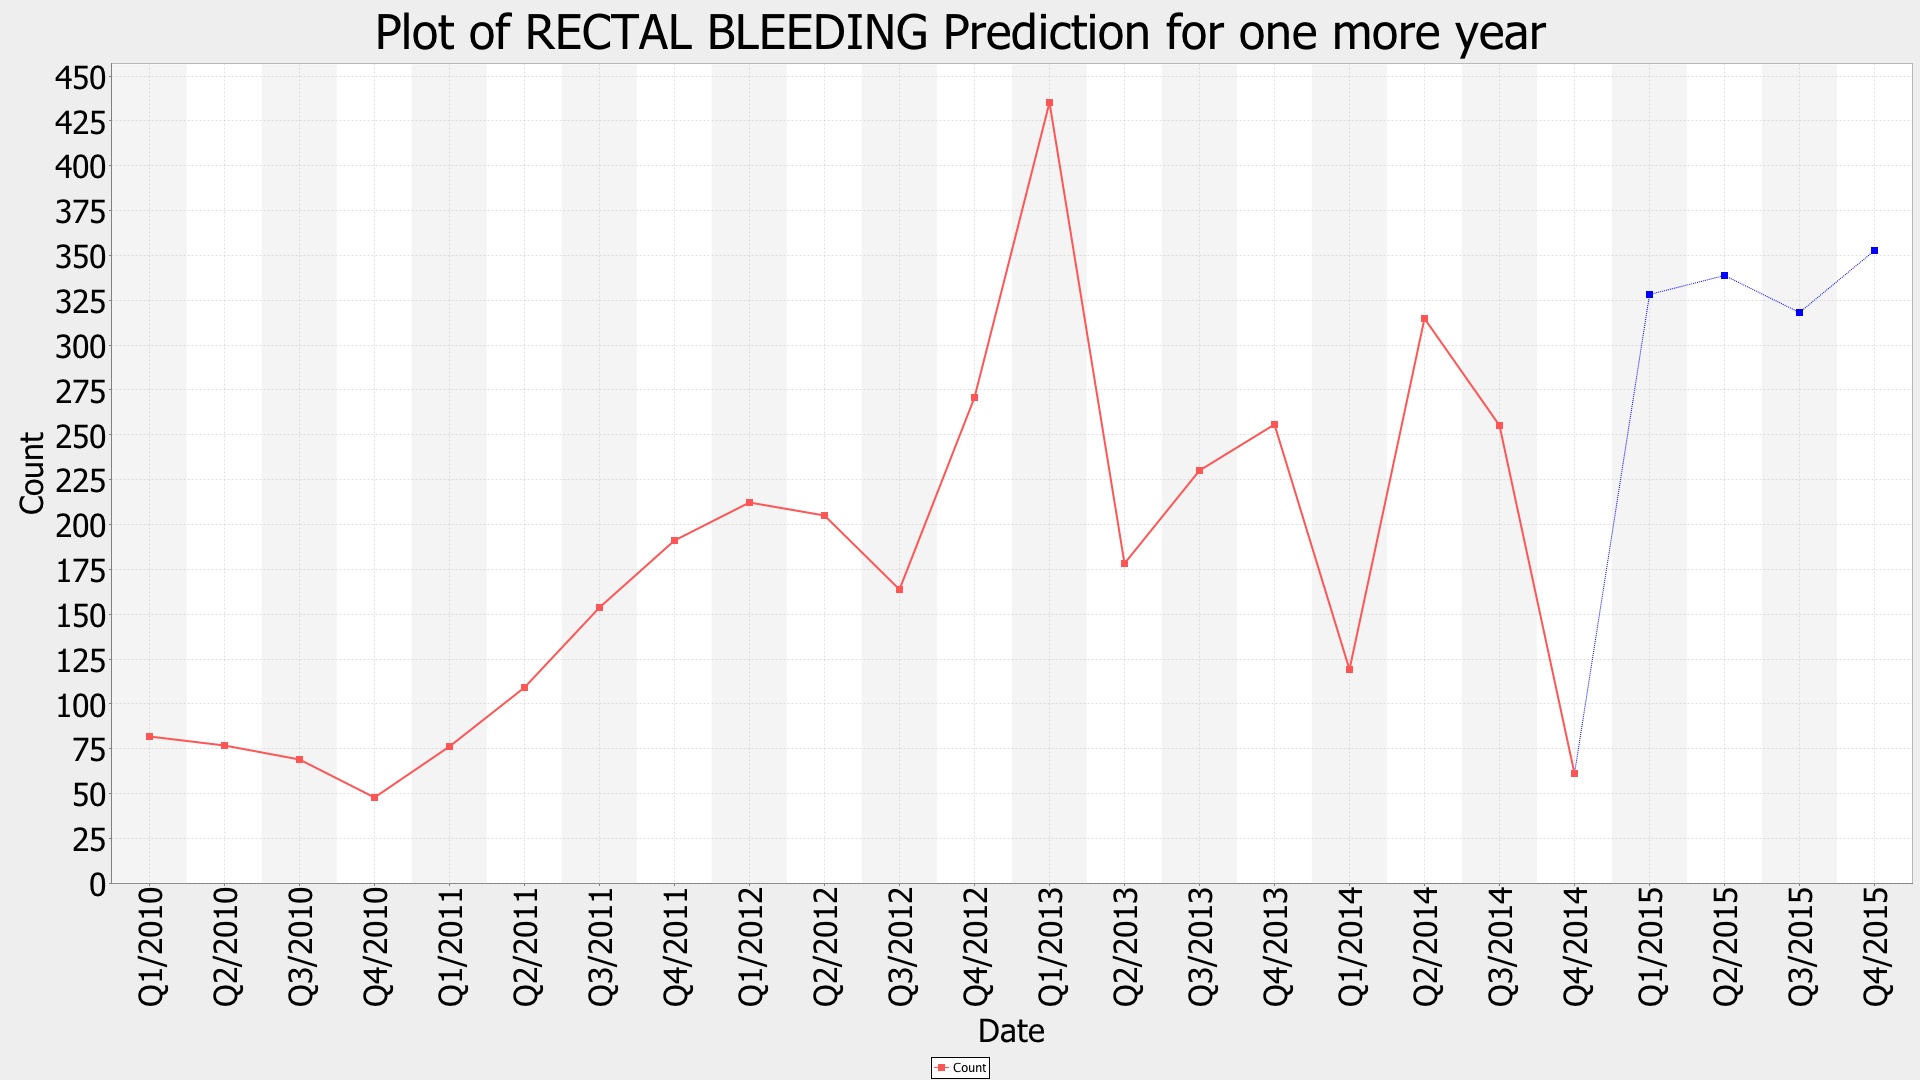 Plot of RECTAL BLEEDING Prediction for one more year
450
425
400
375
350
325
300
275
250
225
200
175
150
125
100
75
50
25
0
Count
Q1/2010
Q2/2010
Q3/2010
Q4/2010
Q1/2011
Q2/2011
Q3/2011
Q4/2011
Q1/2012
Q2/2012
Q3/2012
Q4/2012
Q1/2013
Q2/2013
Q3/2013
Q4/2013
Q1/2014
Q2/2014
Q3/2014
Q4/2014
Q1/2015
Q2/2015
Q3/2015
Q4/2015
Date
Count